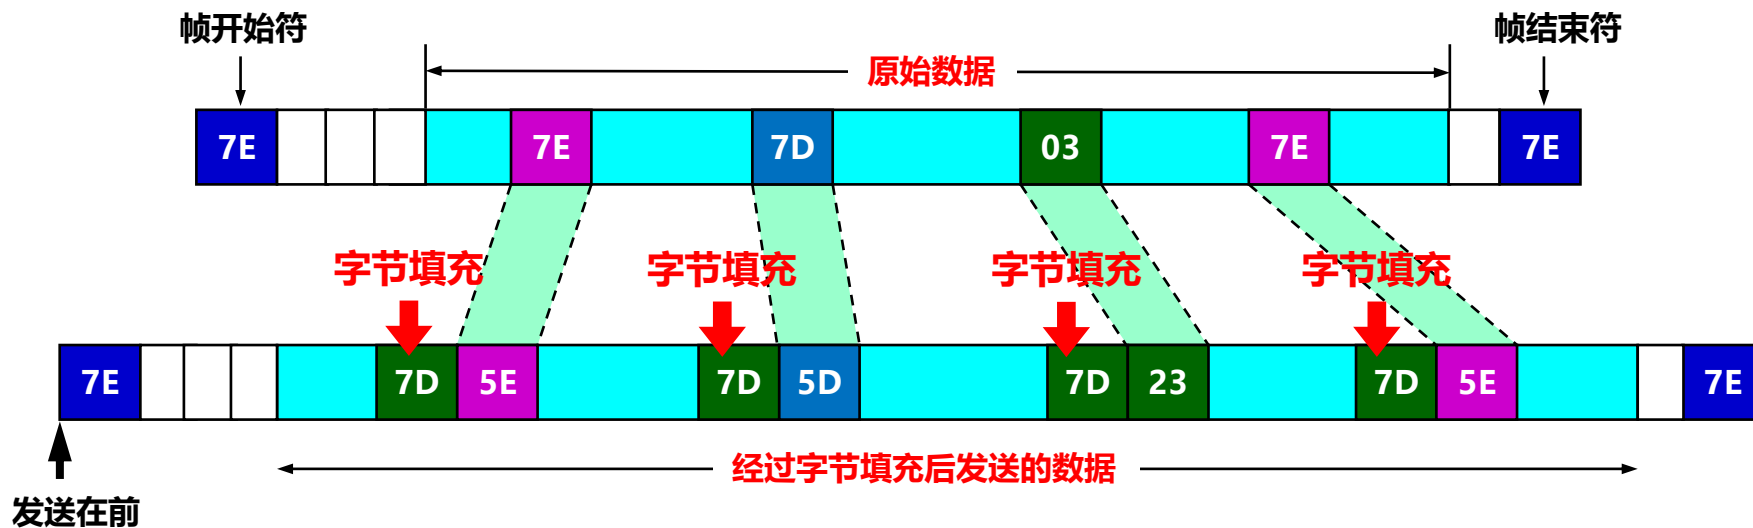 帧开始符
帧结束符
原始数据
7E 7E 7D 03 7E 7E
字节填充 字节填充 字节填充 字节填充
7E 7D 5E 7D 5D 7D 23 7D 5E 7E
经过字节填充后发送的数据
发送在前